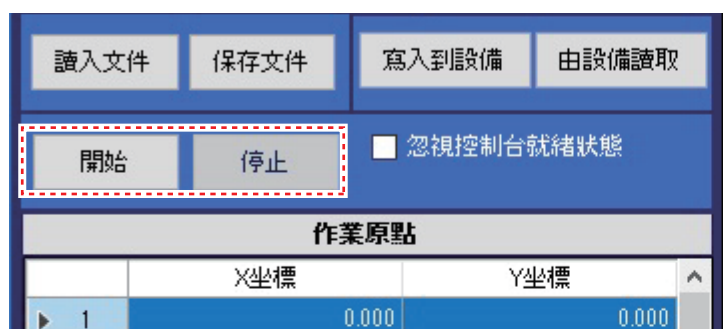 讀入文件 保存文件 寫入到設備 由設備讀取
開始 停止 忽視控制台就緒狀態
作業原點
X坐標 Y坐標
1 0.000 0.000